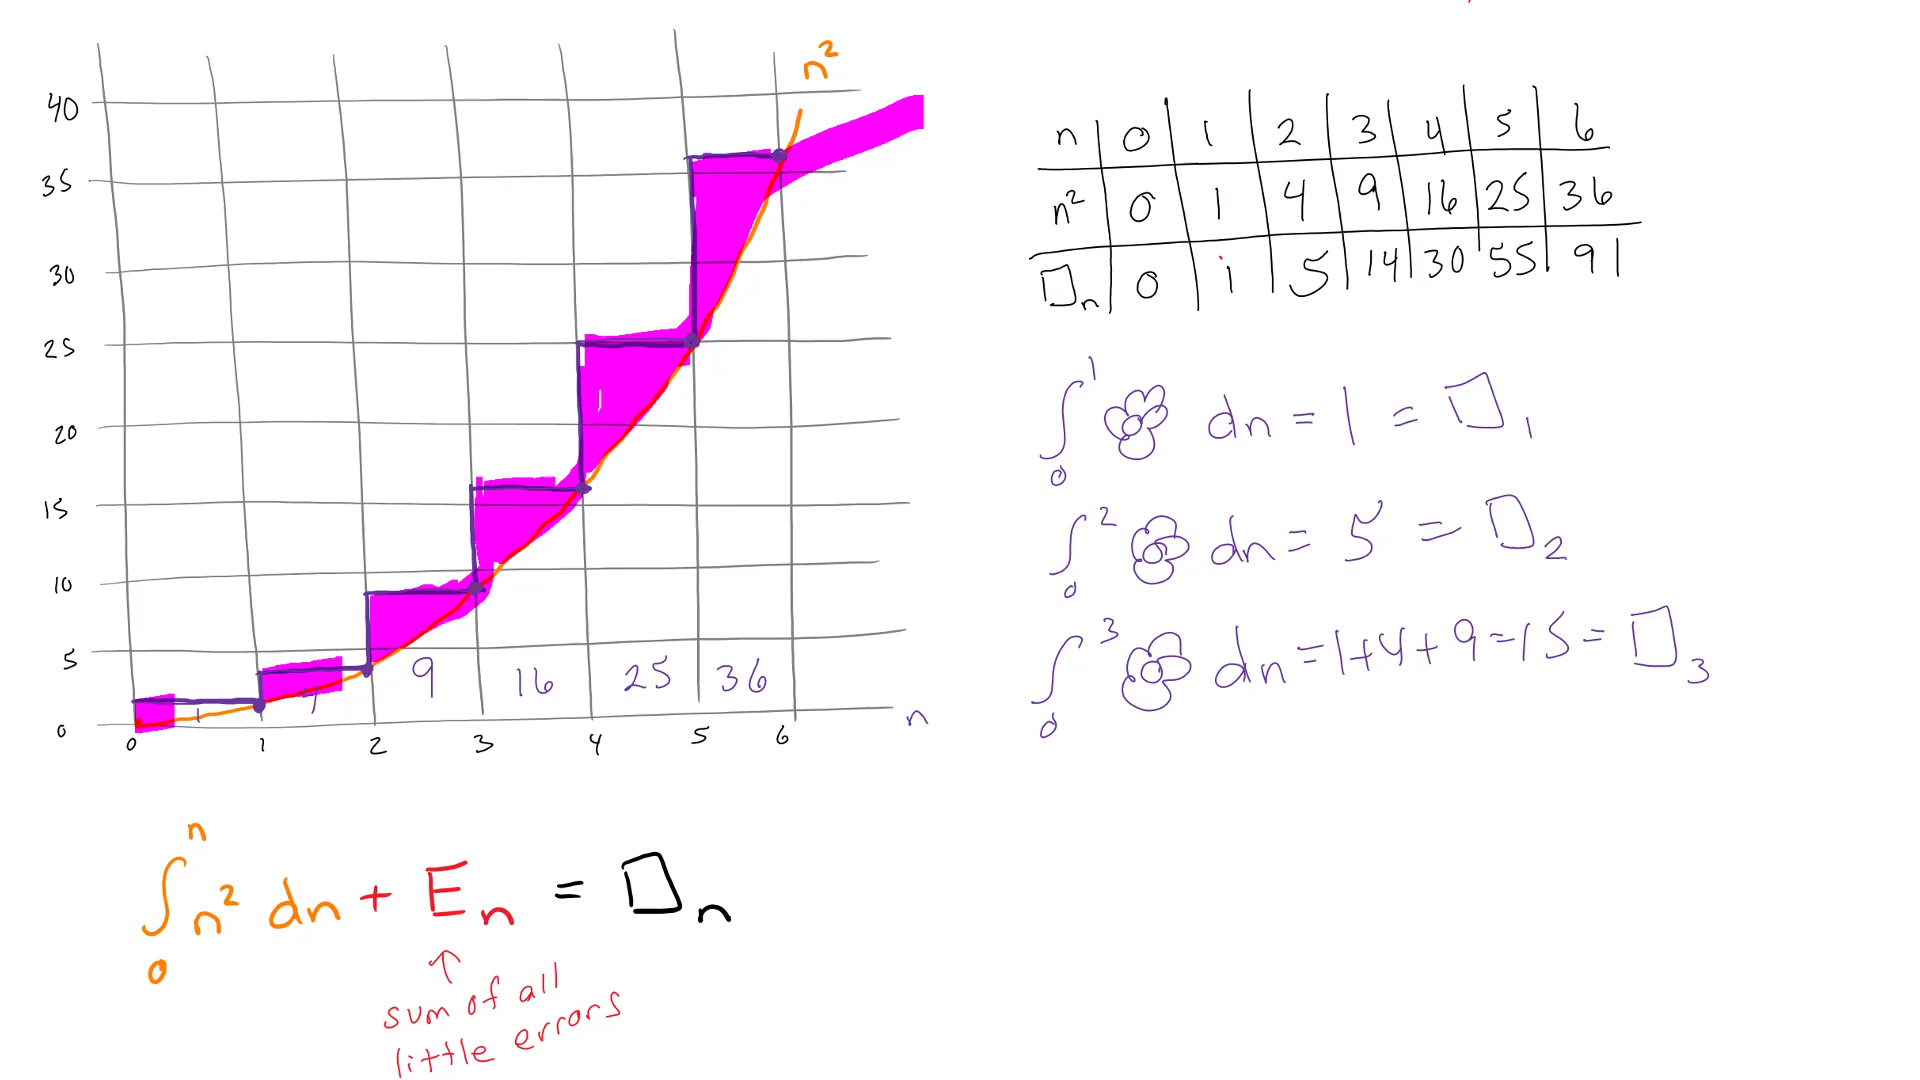 n²
40
35
30
25
20
15
10
5
0
9 16 25 36
0 1 2 3 4 5 6 n
n 0 1 2 3 4 5 6
n² 0 1 4 9 16 25 36
□n 0 1 5 14 30 55 91
∫₀¹ dn = 1 = □₁
∫₀² dn = 5 = □₂
∫₀³ dn = 1+4+9=15 = □₃
∫₀ⁿ n² dn + En = □n
↑
sum of all
little errors